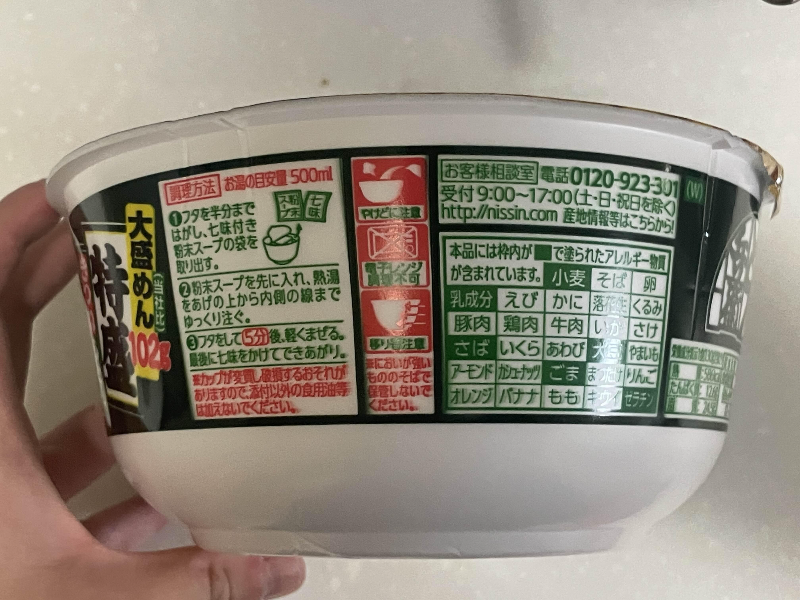 大盛めん
(当社比)
102g
特盛
調理方法 お湯の目安量 500ml
❶フタを半分まで
はがし、七味付き
粉末スープの袋を
取り出す。
粉末
七味
❷粉末スープを先に入れ、熱湯
をあげの上から内側の線まで
ゆっくり注ぐ。
❸フタをして5分後、軽くまぜる。
最後に七味をかけてできあがり。
※カップが変質し破損するおそれが
ありますので、添付以外の食用油等
は加えないでください。
やけどに注意
電子レンジ
調理不可
移り香注意
※においが強い
もののそばで
保管しないで
ください。
お客様相談室 電話0120-923-301
受付 9:00~17:00(土・日・祝日を除く)
http://nissin.com 産地情報等はこちらから!
(W)
本品には枠内が で塗られたアレルギー物質
が含まれています。 小麦 そば 卵
乳成分 えび かに 落花生 くるみ
豚肉 鶏肉 牛肉 いか さけ
さば いくら あわび 大豆 やまいも
アーモンド カシューナッツ ごま まつたけ りんご
オレンジ バナナ もも キウイ ゼラチン